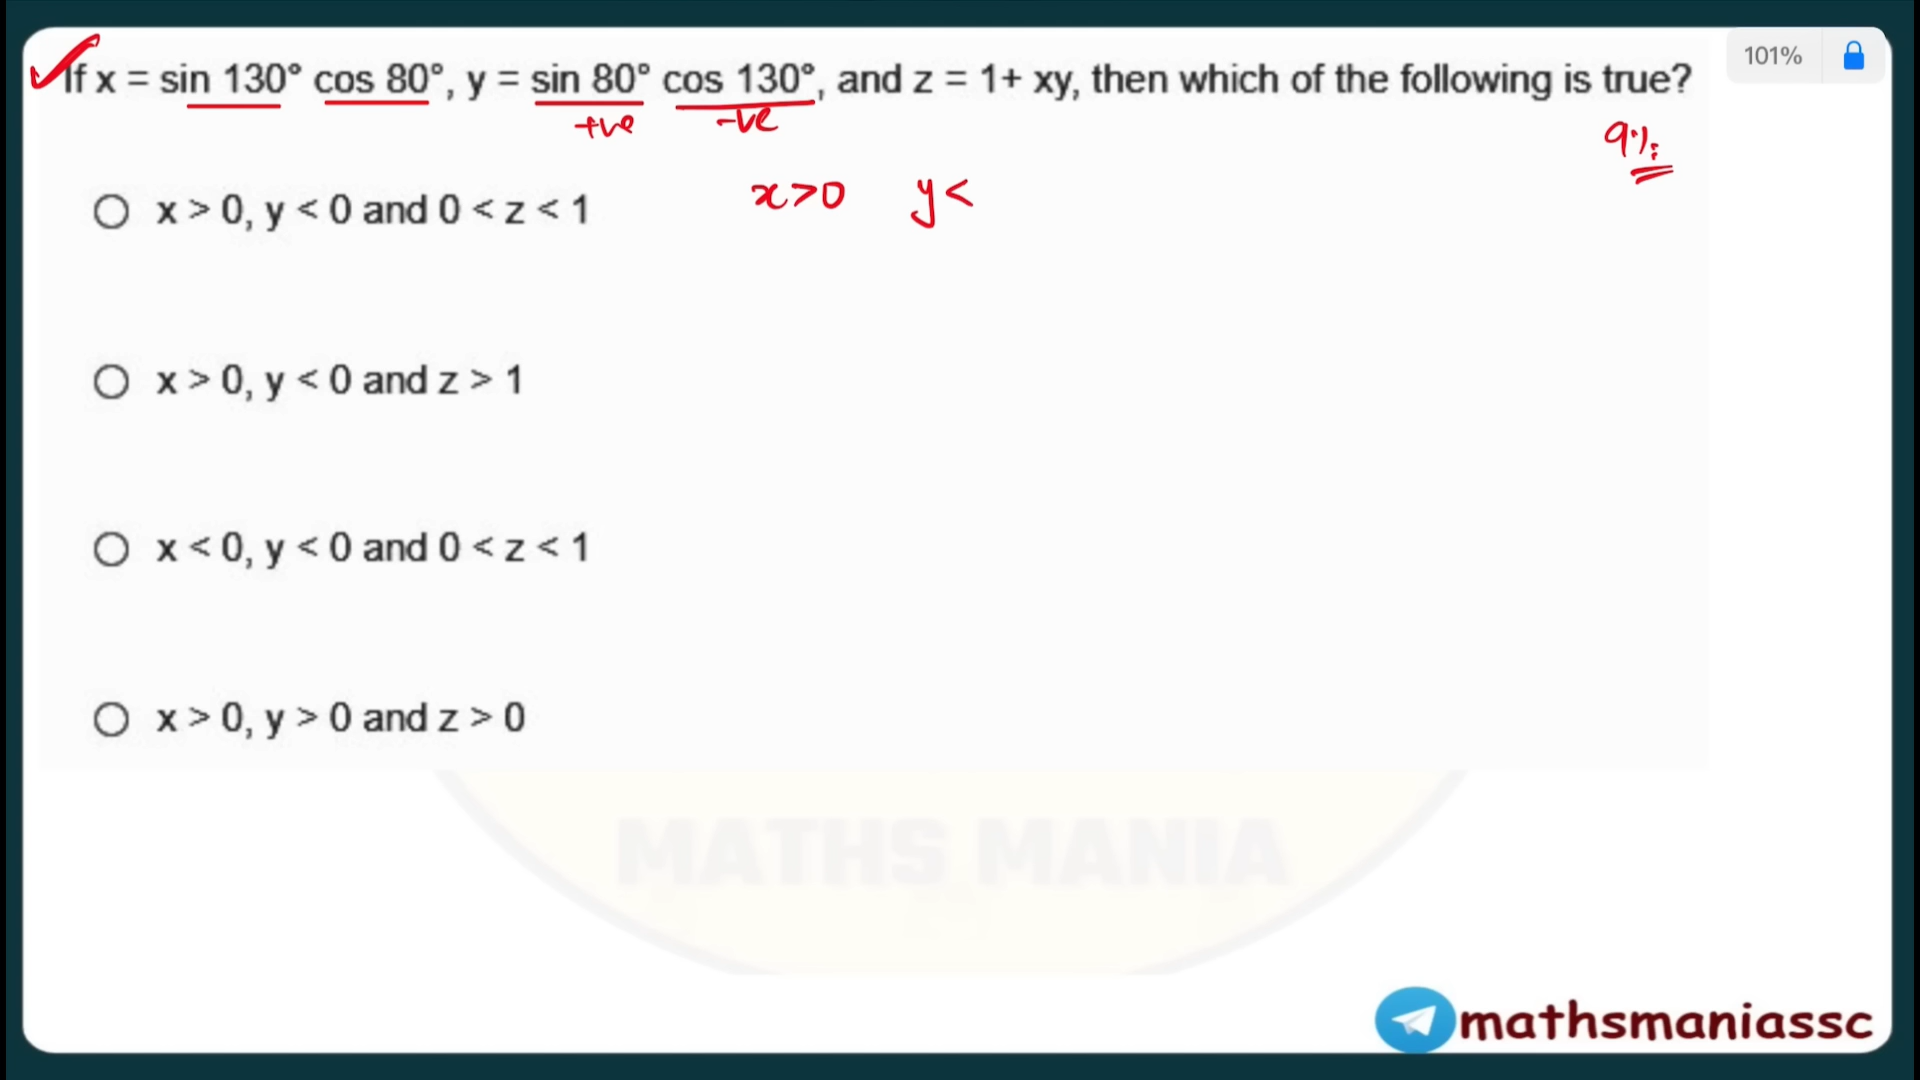 If x = sin 130° cos 80°, y = sin 80° cos 130°, and z = 1+ xy, then which of the following is true?
101%
+ve
-ve
9%
x>0 y<
x > 0, y < 0 and 0 < z < 1
x > 0, y < 0 and z > 1
x < 0, y < 0 and 0 < z < 1
x > 0, y > 0 and z > 0
MATHS MANIA
mathsmaniassc